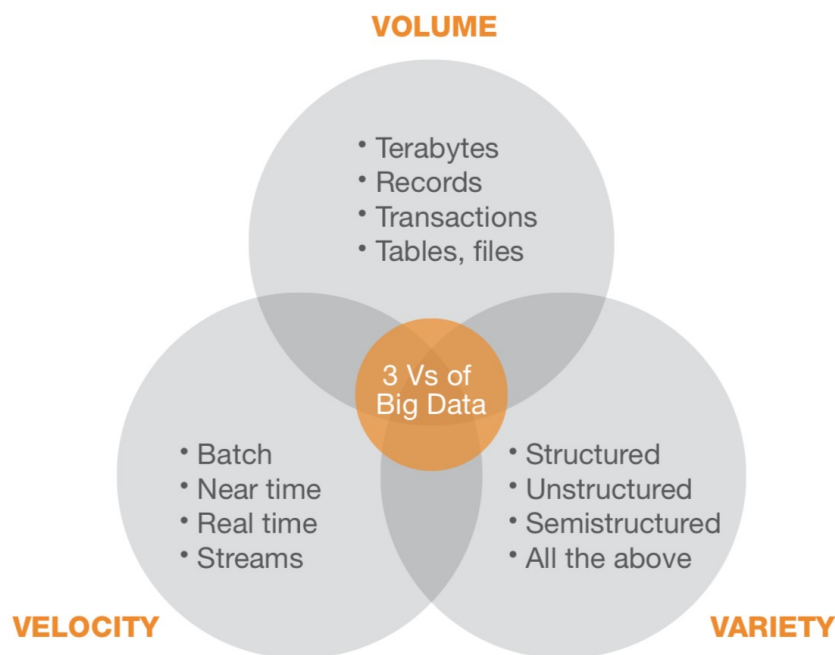 VOLUME
• Terabytes
• Records
• Transactions
• Tables, files
3 Vs of
Big Data
• Batch
• Near time
• Real time
• Streams
• Structured
• Unstructured
• Semistructured
• All the above
VELOCITY
VARIETY